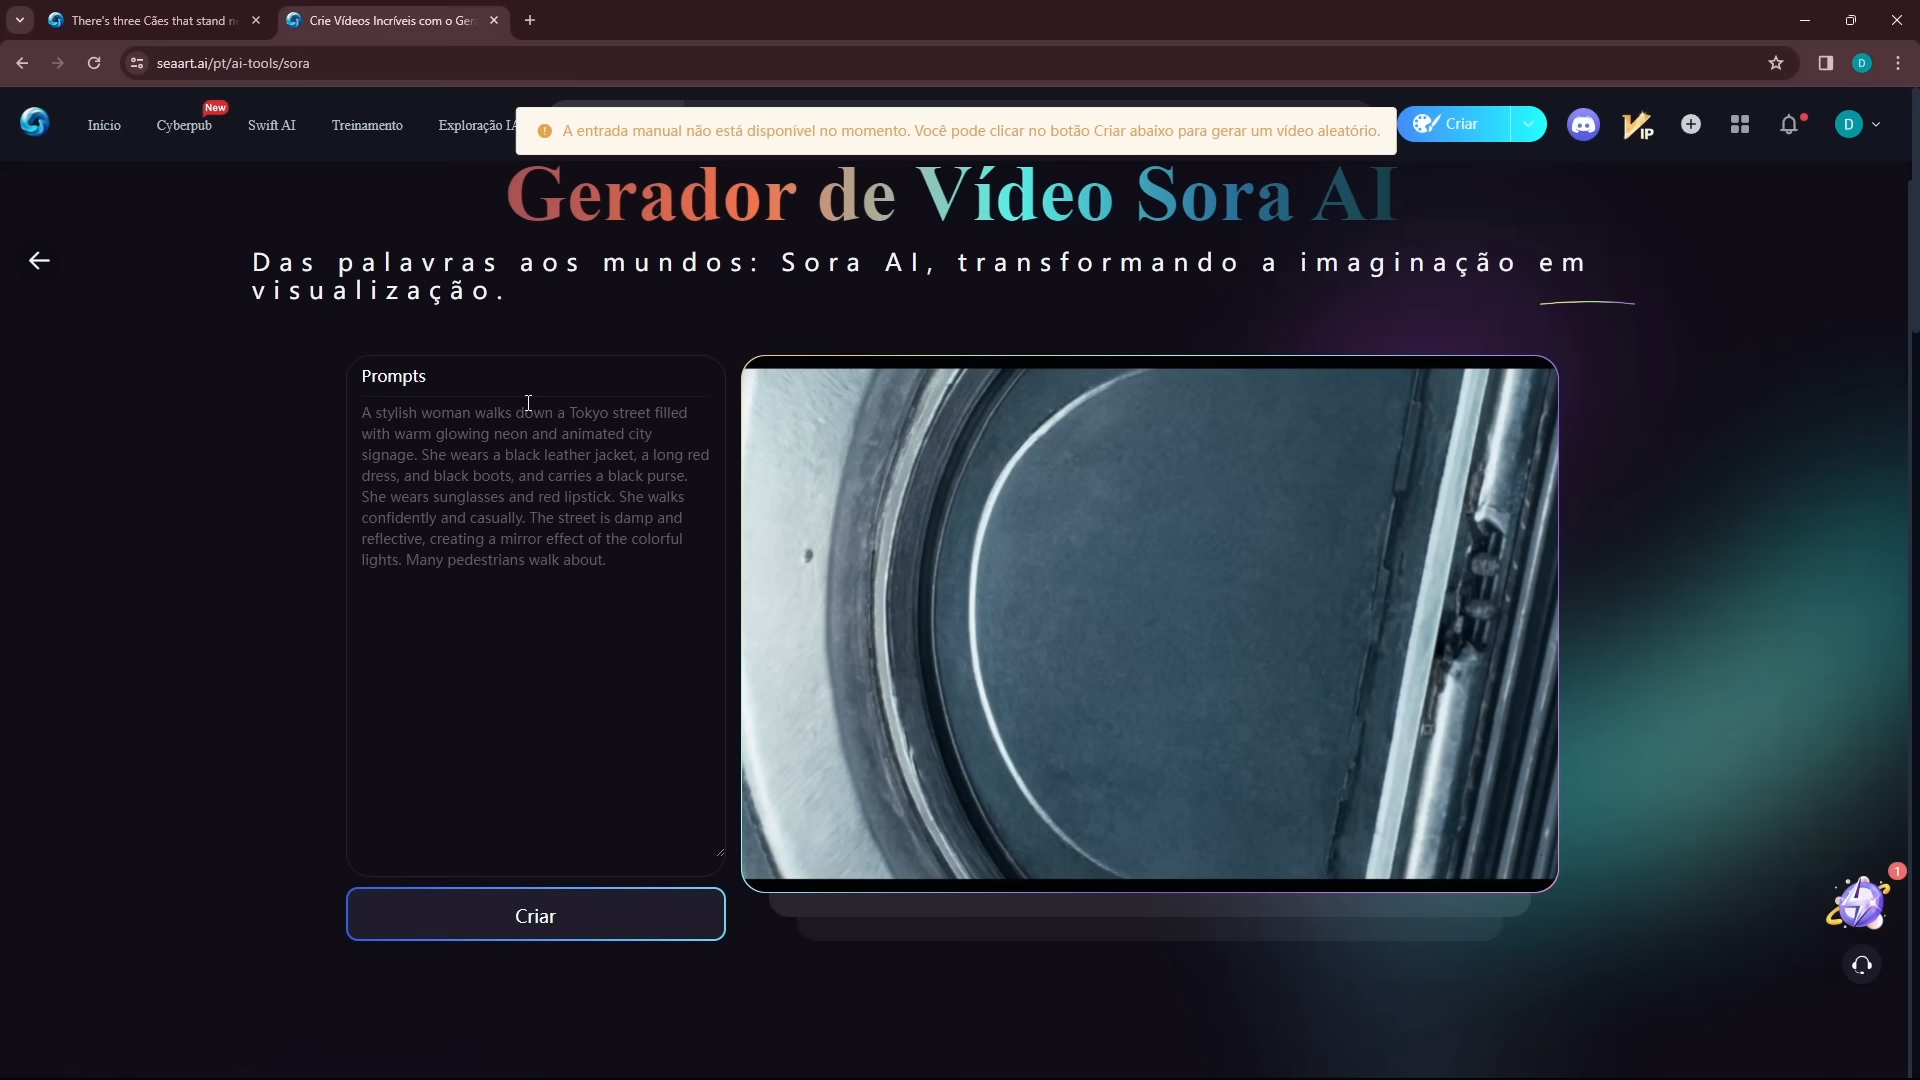 There's three Cães that stand n
Crie Vídeos Incríveis com o Ger
seaart.ai/pt/ai-tools/sora
D
Início
Cyberpub
New
Swift AI
Treinamento
Exploração IA
A entrada manual não está disponível no momento. Você pode clicar no botão Criar abaixo para gerar um vídeo aleatório.
Criar
VIP
D
Gerador de Vídeo Sora AI
Das palavras aos mundos: Sora AI, transformando a imaginação em
visualização.
Prompts
A stylish woman walks down a Tokyo street filled
with warm glowing neon and animated city
signage. She wears a black leather jacket, a long red
dress, and black boots, and carries a black purse.
She wears sunglasses and red lipstick. She walks
confidently and casually. The street is damp and
reflective, creating a mirror effect of the colorful
lights. Many pedestrians walk about.
Criar
1